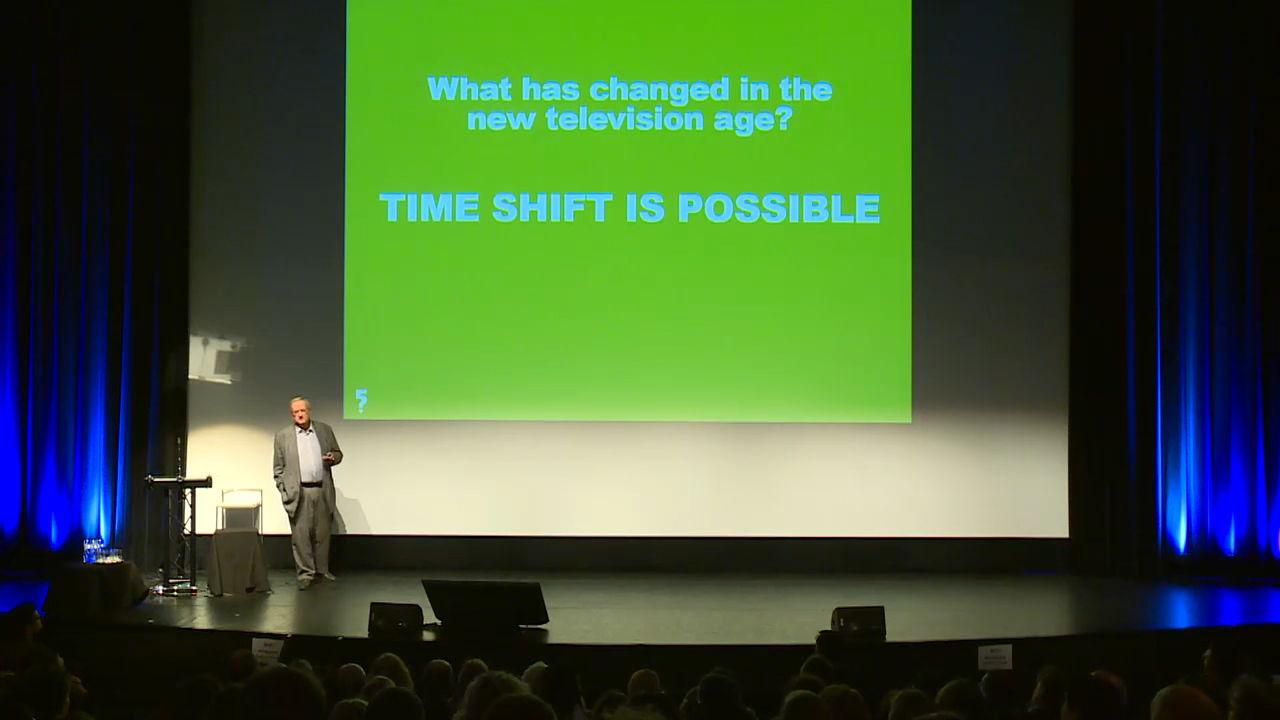 What has changed in the
new television age?
TIME SHIFT IS POSSIBLE